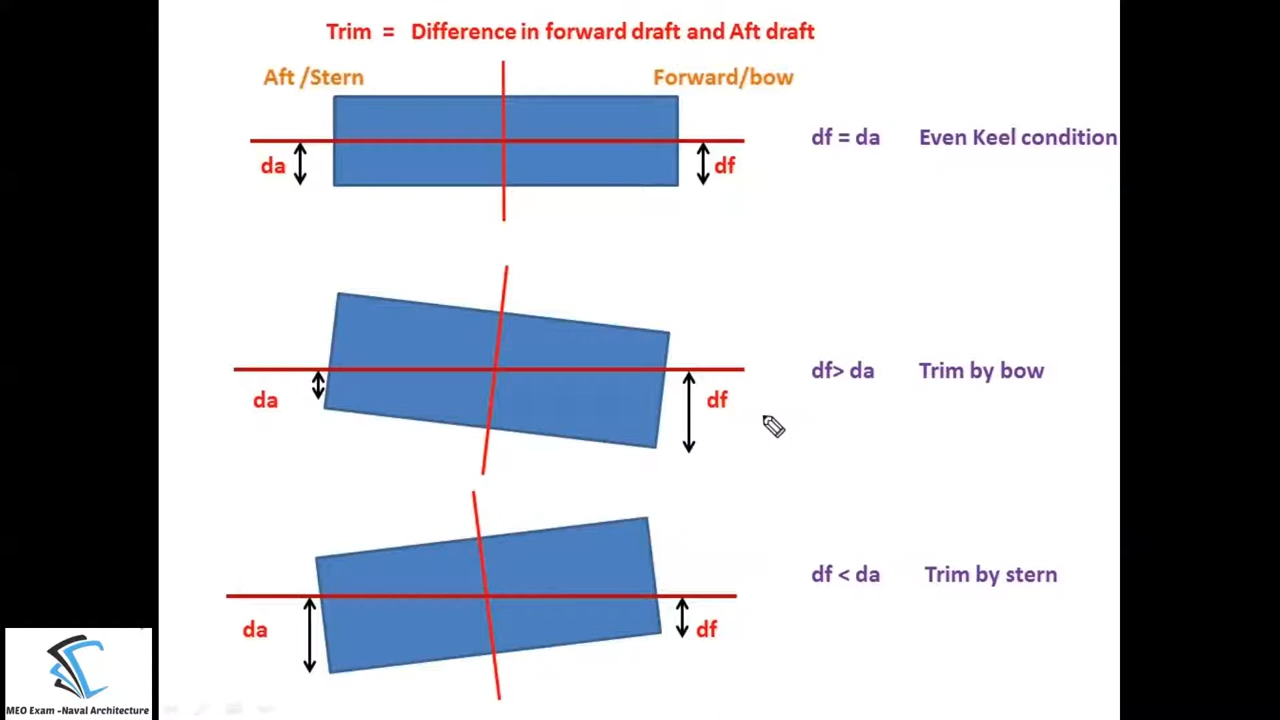 Trim = Difference in forward draft and Aft draft
Aft /Stern
Forward/bow
df = da Even Keel condition
da
df
df> da Trim by bow
da
df
df < da Trim by stern
da
df
MEO Exam -Naval Architecture